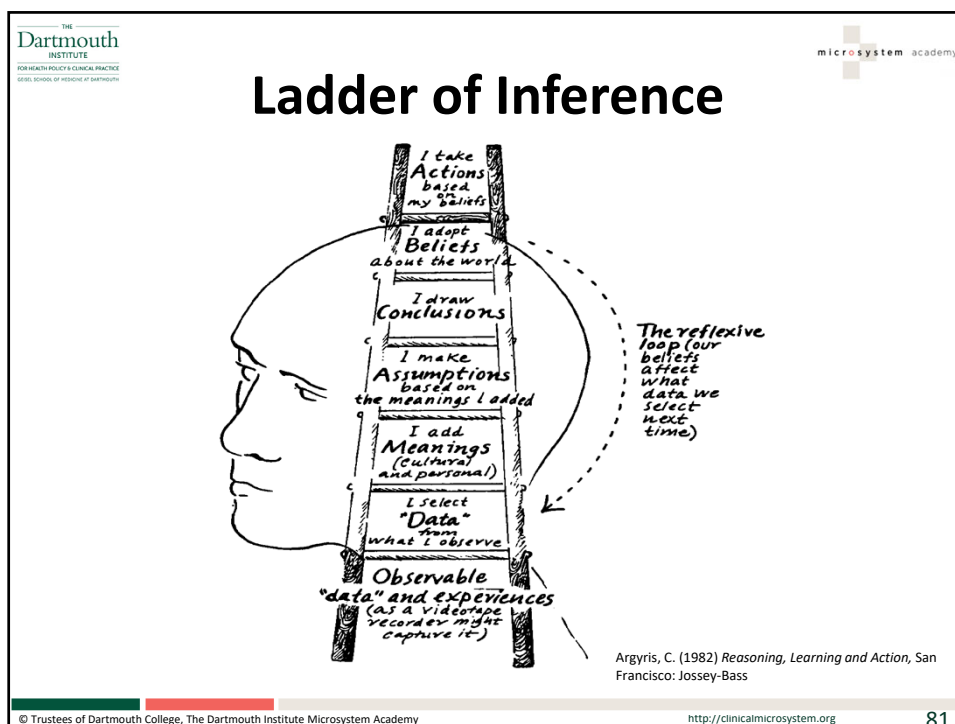 THE
Dartmouth
INSTITUTE
FOR HEALTH POLICY & CLINICAL PRACTICE
GEISEL SCHOOL OF MEDICINE AT DARTMOUTH
microsystem academy
Ladder of Inference
I take
Actions
based
on
my beliefs
I adopt
Beliefs
about the world
I draw
Conclusions
I make
Assumptions
based on
the meanings I added
I add
Meanings
(cultural
and personal)
I select
"Data"
from
what I observe
Observable
"data" and experiences
(as a videotape
recorder might
capture it)
The reflexive
loop (our
beliefs
affect
what
data we
select
next
time)
Argyris, C. (1982) Reasoning, Learning and Action, San
Francisco: Jossey-Bass
© Trustees of Dartmouth College, The Dartmouth Institute Microsystem Academy
http://clinicalmicrosystem.org
81